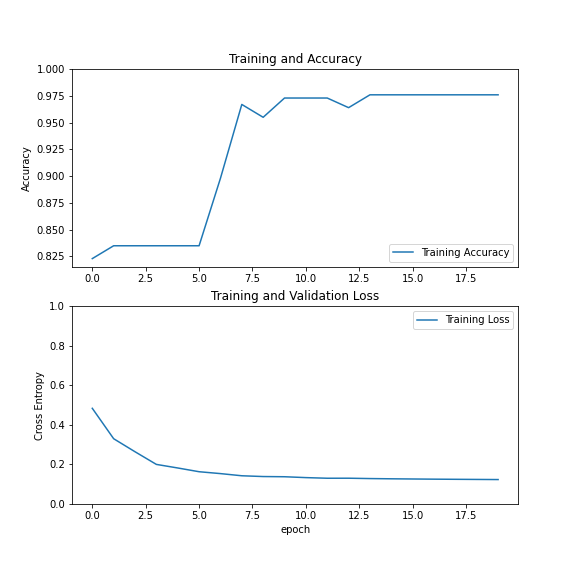 Training and Accuracy
1.000
0.975
0.950
0.925
0.900
0.875
0.850
0.825
Accuracy
Training Accuracy
0.0 2.5 5.0 7.5 10.0 12.5 15.0 17.5
Training and Validation Loss
1.0
0.8
0.6
0.4
0.2
0.0
Cross Entropy
Training Loss
0.0 2.5 5.0 7.5 10.0 12.5 15.0 17.5
epoch